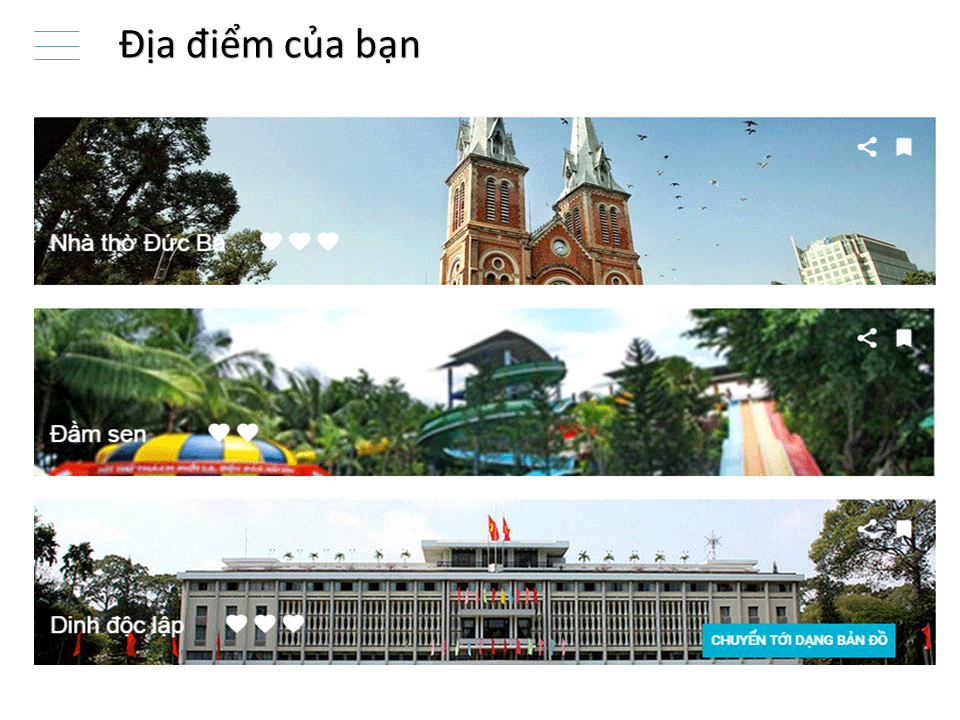 Địa điểm của bạn
Nhà thờ Đức Bà
Đầm sen
Dinh độc lập
CHUYỂN TỚI DẠNG BẢN ĐỒ